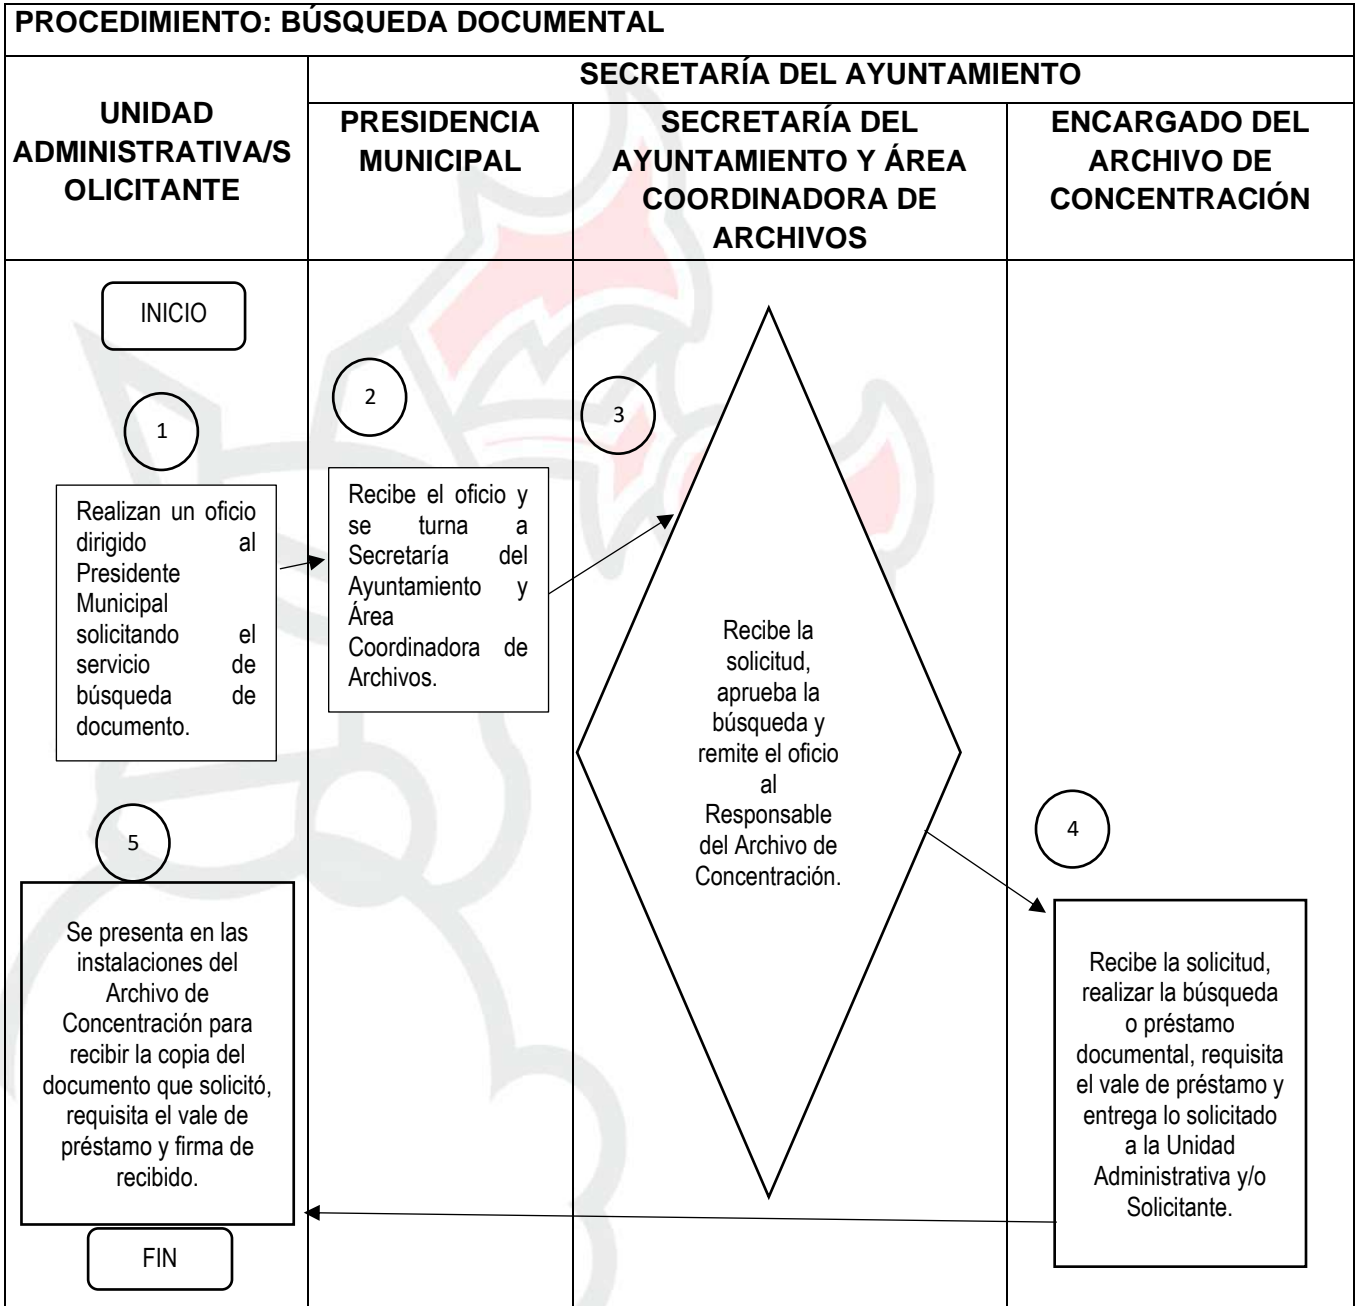 PROCEDIMIENTO: BÚSQUEDA DOCUMENTAL
UNIDAD
ADMINISTRATIVA/S
OLICITANTE
SECRETARÍA DEL AYUNTAMIENTO
PRESIDENCIA
MUNICIPAL
SECRETARÍA DEL
AYUNTAMIENTO Y ÁREA
COORDINADORA DE
ARCHIVOS
ENCARGADO DEL
ARCHIVO DE
CONCENTRACIÓN
INICIO
1
Realizan un oficio
dirigido al
Presidente
Municipal
solicitando el
servicio de
búsqueda de
documento.
2
Recibe el oficio y
se turna a
Secretaría del
Ayuntamiento y
Área
Coordinadora de
Archivos.
3
Recibe la
solicitud,
aprueba la
búsqueda y
remite el oficio
al
Responsable
del Archivo de
Concentración.
4
Recibe la solicitud,
realizar la búsqueda
o préstamo
documental, requisita
el vale de préstamo y
entrega lo solicitado
a la Unidad
Administrativa y/o
Solicitante.
5
Se presenta en las
instalaciones del
Archivo de
Concentración para
recibir la copia del
documento que solicitó,
requisita el vale de
préstamo y firma de
recibido.
FIN